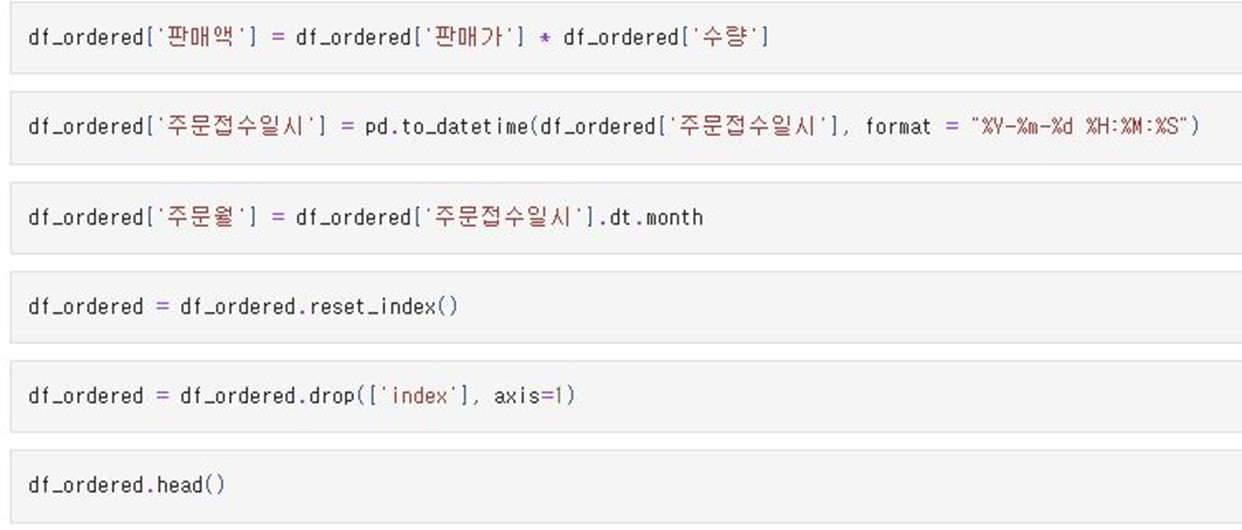 df_ordered['판매액'] = df_ordered['판매가'] * df_ordered['수량']
df_ordered['주문접수일시'] = pd.to_datetime(df_ordered['주문접수일시'], format = "%Y-%m-%d %H:%M:%S")
df_ordered['주문월'] = df_ordered['주문접수일시'].dt.month
df_ordered = df_ordered.reset_index()
df_ordered = df_ordered.drop(['index'], axis=1)
df_ordered.head()